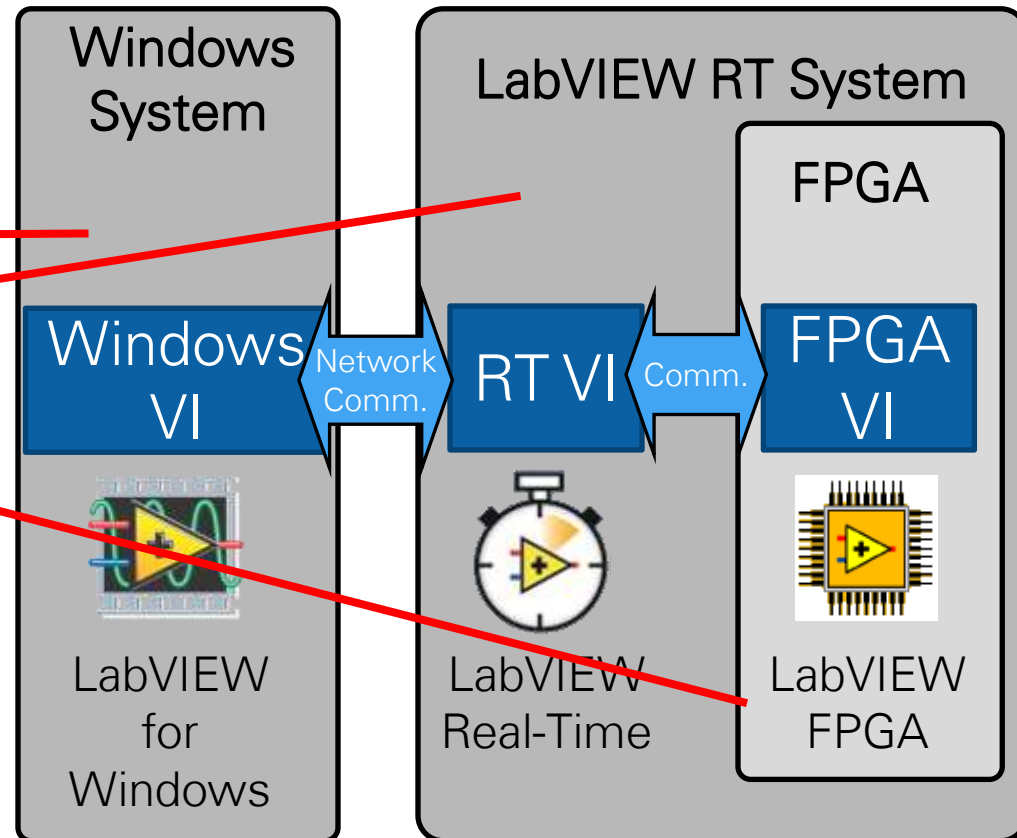 Windows
System
LabVIEW RT System
FPGA
Windows
VI
Network
Comm.
RT VI
Comm.
FPGA
VI
LabVIEW
for
Windows
LabVIEW
Real-Time
LabVIEW
FPGA